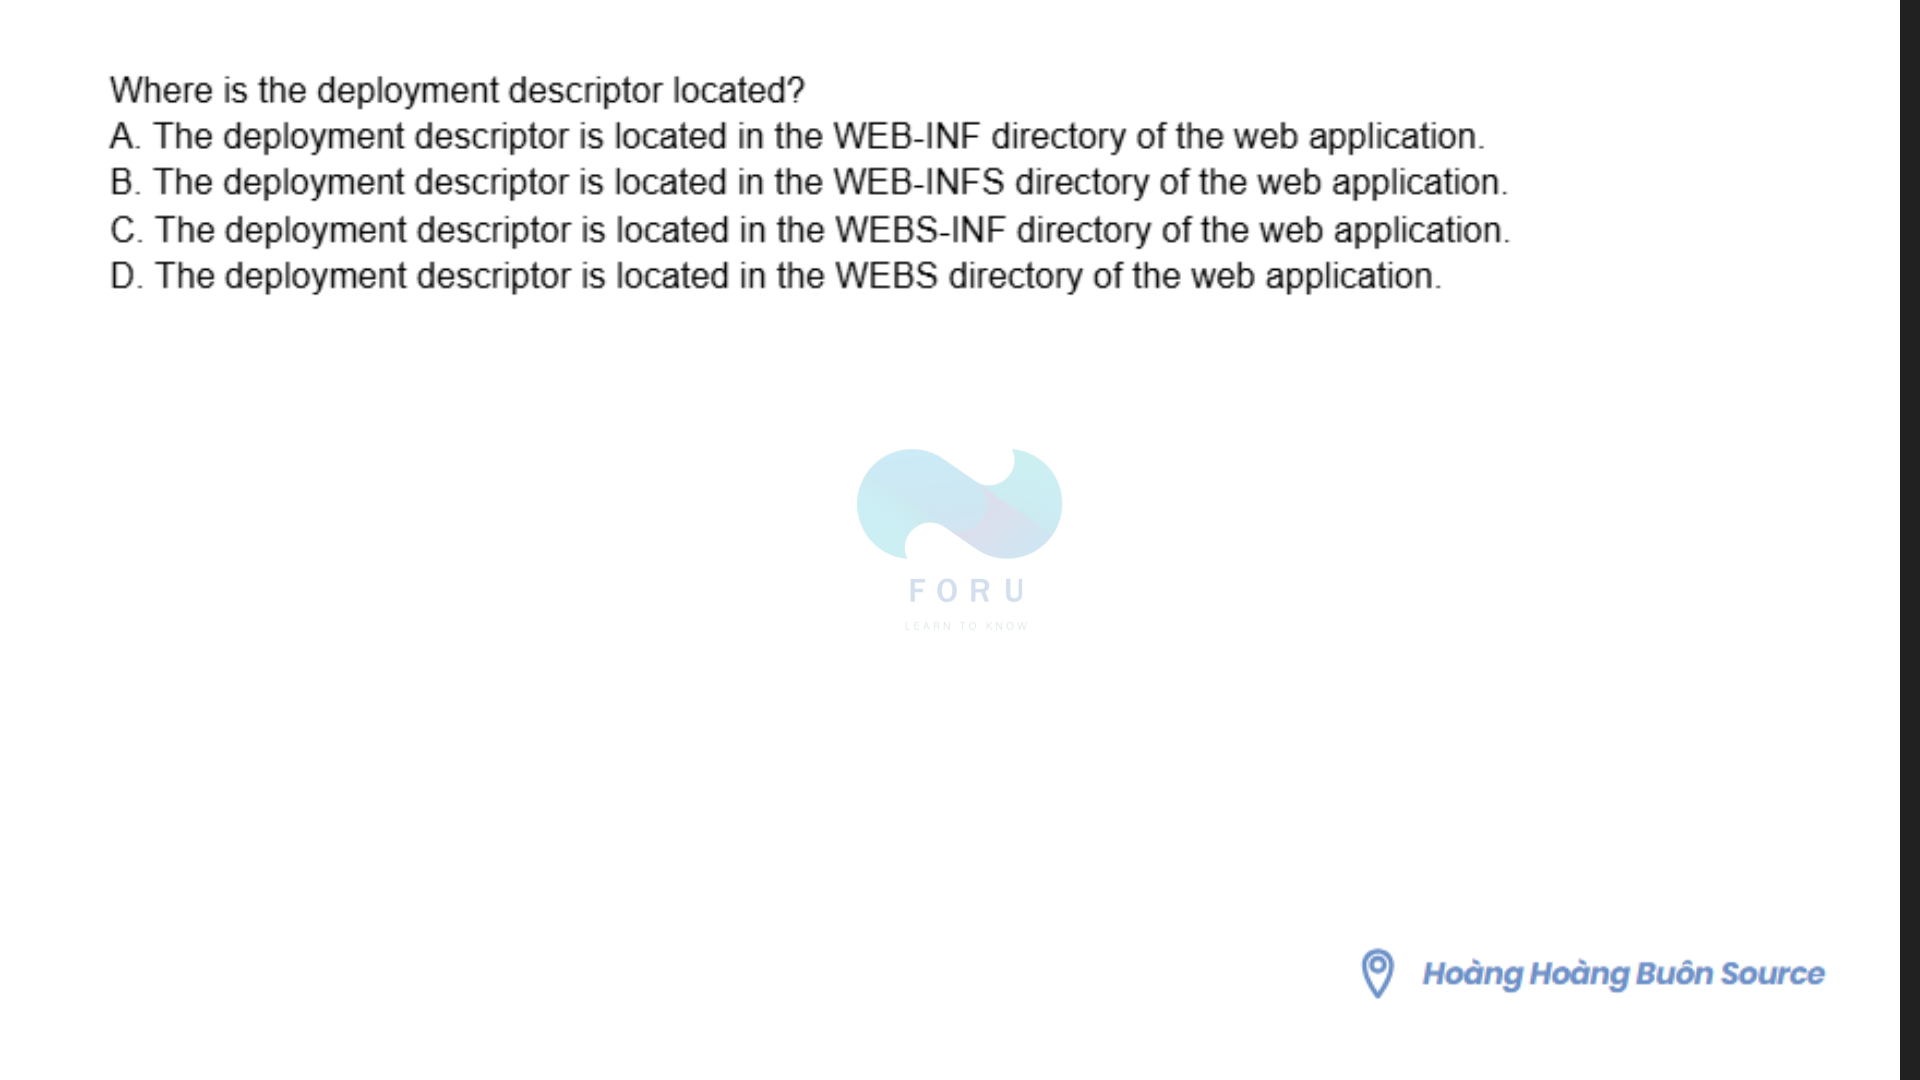 Where is the deployment descriptor located?
A. The deployment descriptor is located in the WEB-INF directory of the web application.
B. The deployment descriptor is located in the WEB-INFS directory of the web application.
C. The deployment descriptor is located in the WEBS-INF directory of the web application.
D. The deployment descriptor is located in the WEBS directory of the web application.
FORU
LEARN TO KNOW
Hoàng Hoàng Buôn Source